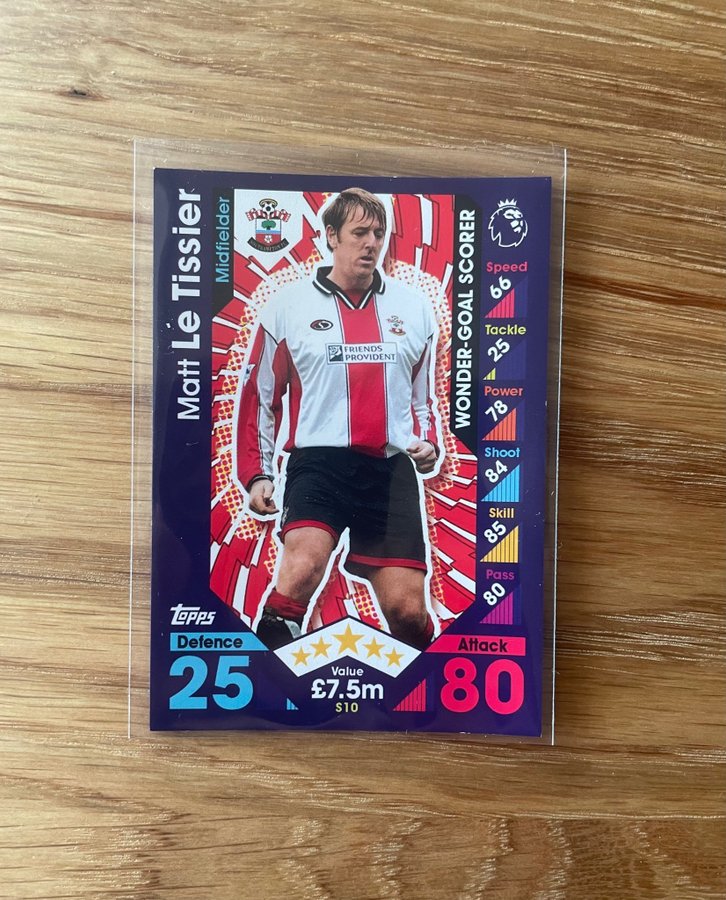 Matt Le Tissier
Midfielder
WONDER-GOAL SCORER
FRIENDS
PROVIDENT
Speed
66
Tackle
25
Power
78
Shoot
84
Skill
85
Pass
80
TOPPS
Defence
25
Value
£7.5m
S10
Attack
80